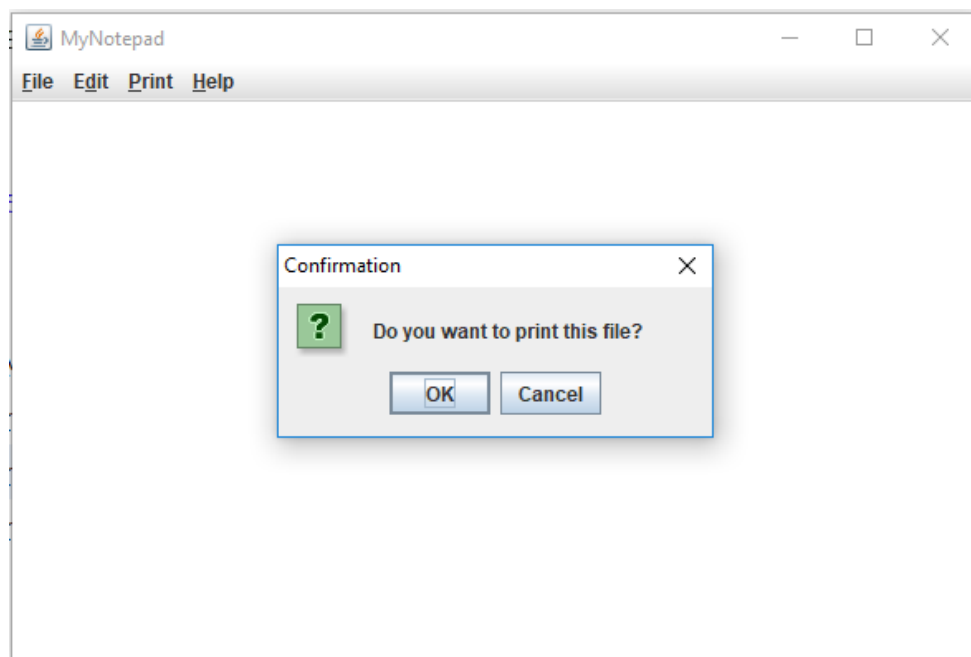 MyNotepad
File Edit Print Help
Confirmation
?
Do you want to print this file?
OK Cancel